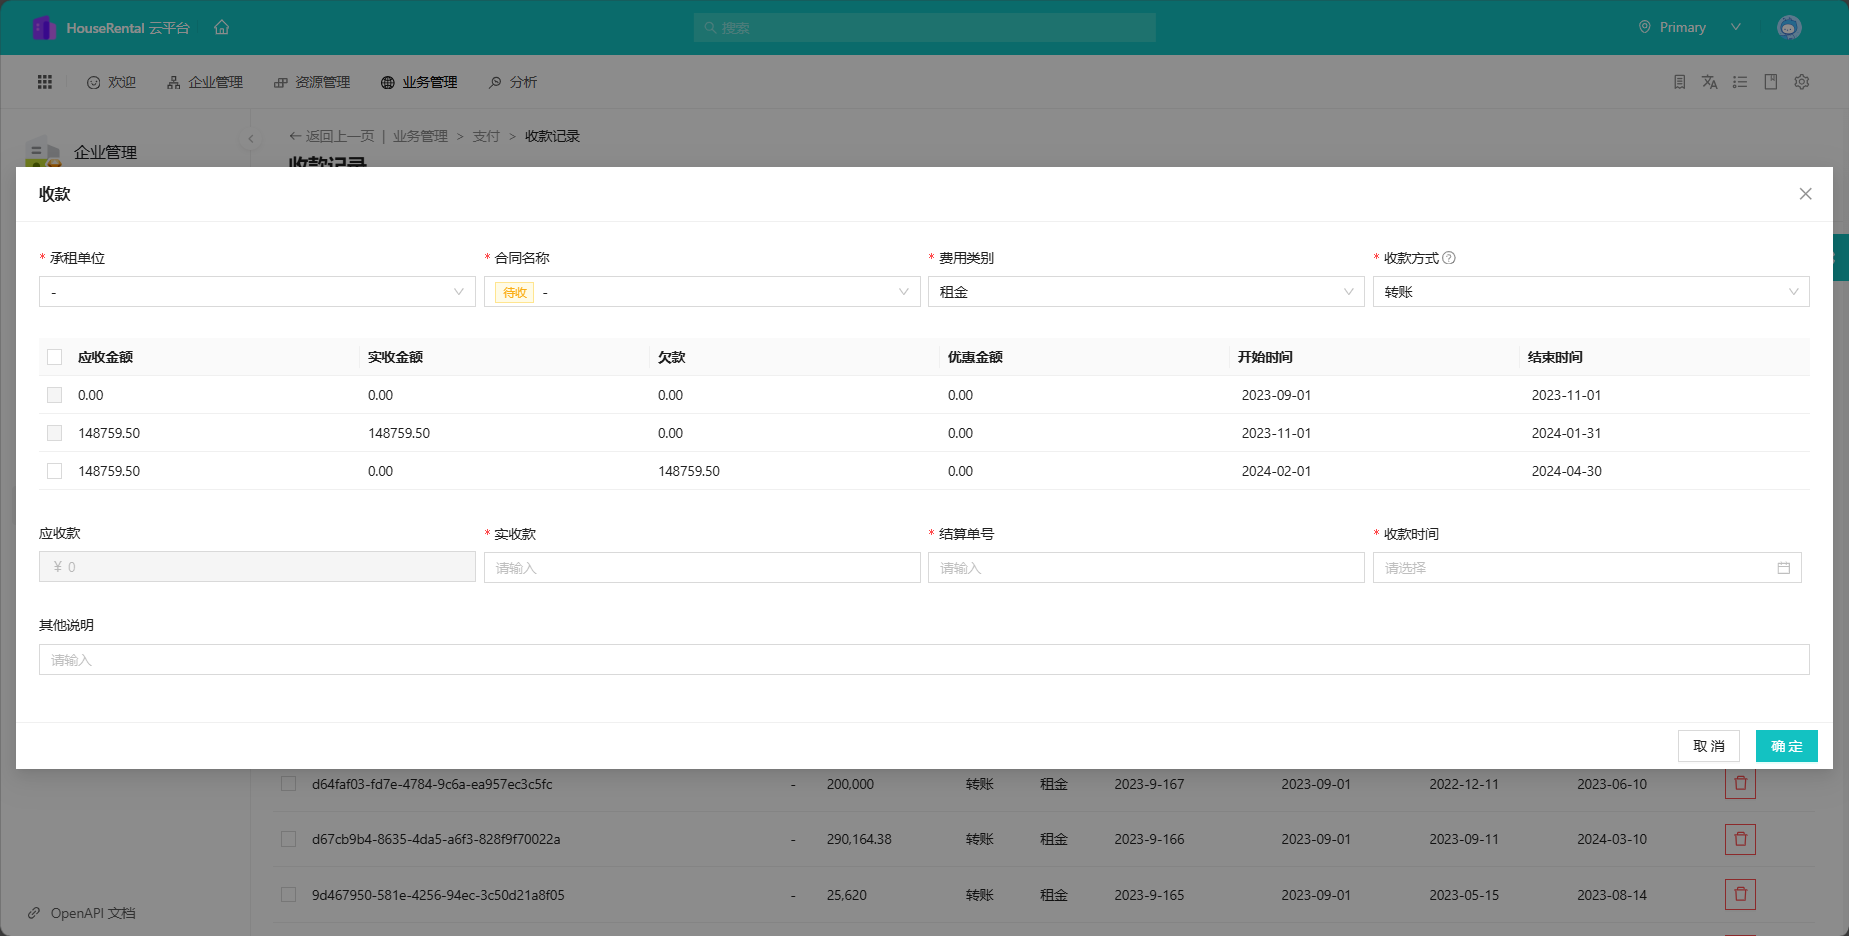 HouseRental 云平台
搜索
Primary
欢迎
企业管理
资源管理
业务管理
分析
企业管理
返回上一页 | 业务管理 > 支付 > 收款记录
收款记录
收款
* 承租单位
* 合同名称
* 费用类别
* 收款方式
-
待收 -
租金
转账
应收金额 实收金额 欠款 优惠金额 开始时间 结束时间
0.00 0.00 0.00 0.00 2023-09-01 2023-11-01
148759.50 148759.50 0.00 0.00 2023-11-01 2024-01-31
148759.50 0.00 148759.50 0.00 2024-02-01 2024-04-30
应收款
* 实收款
* 结算单号
* 收款时间
¥ 0
请输入
请输入
请选择
其他说明
请输入
取 消
确 定
d64faf03-fd7e-4784-9c6a-ea957ec3c5fc - 200,000 转账 租金 2023-9-167 2023-09-01 2022-12-11 2023-06-10
d67cb9b4-8635-4da5-a6f3-828f9f70022a - 290,164.38 转账 租金 2023-9-166 2023-09-01 2023-09-11 2024-03-10
9d467950-581e-4256-94ec-3c50d21a8f05 - 25,620 转账 租金 2023-9-165 2023-09-01 2023-05-15 2023-08-14
OpenAPI 文档